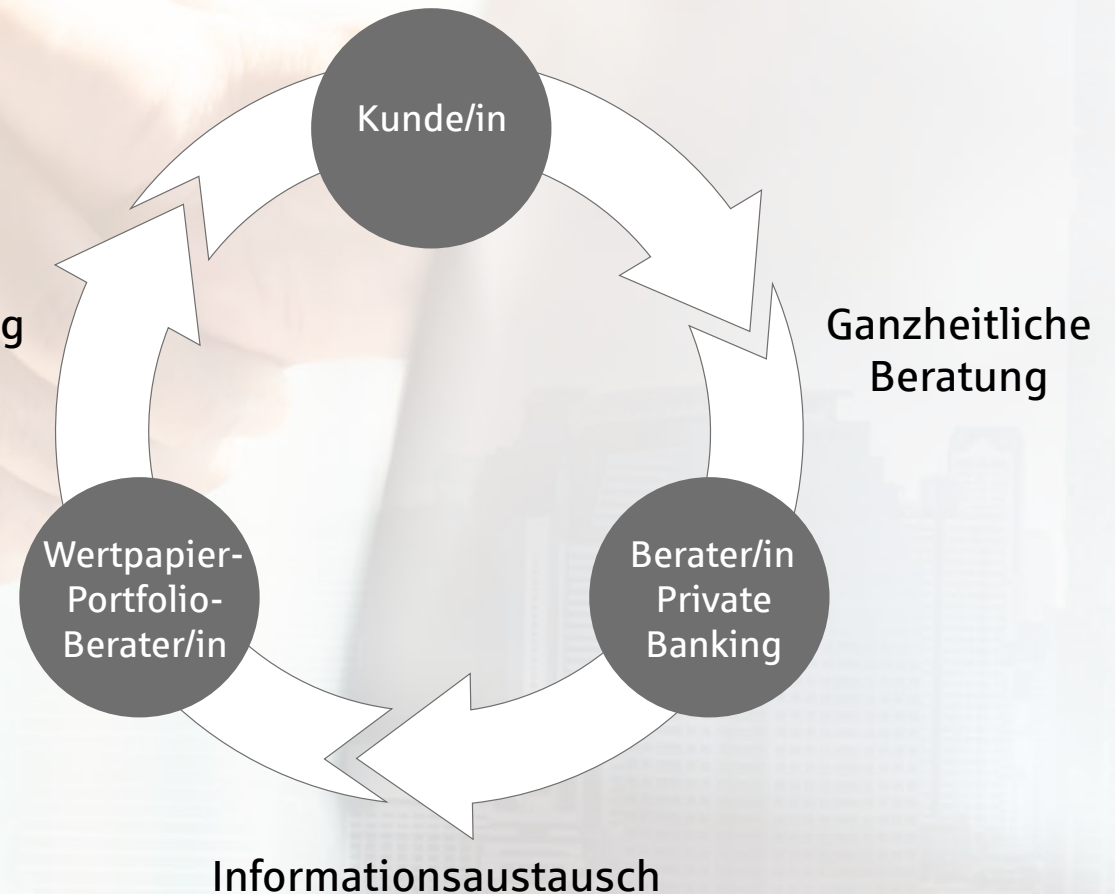 Kunde/in
g
Ganzheitliche
Beratung
Wertpapier-
Portfolio-
Berater/in
Berater/in
Private
Banking
Informationsaustausch